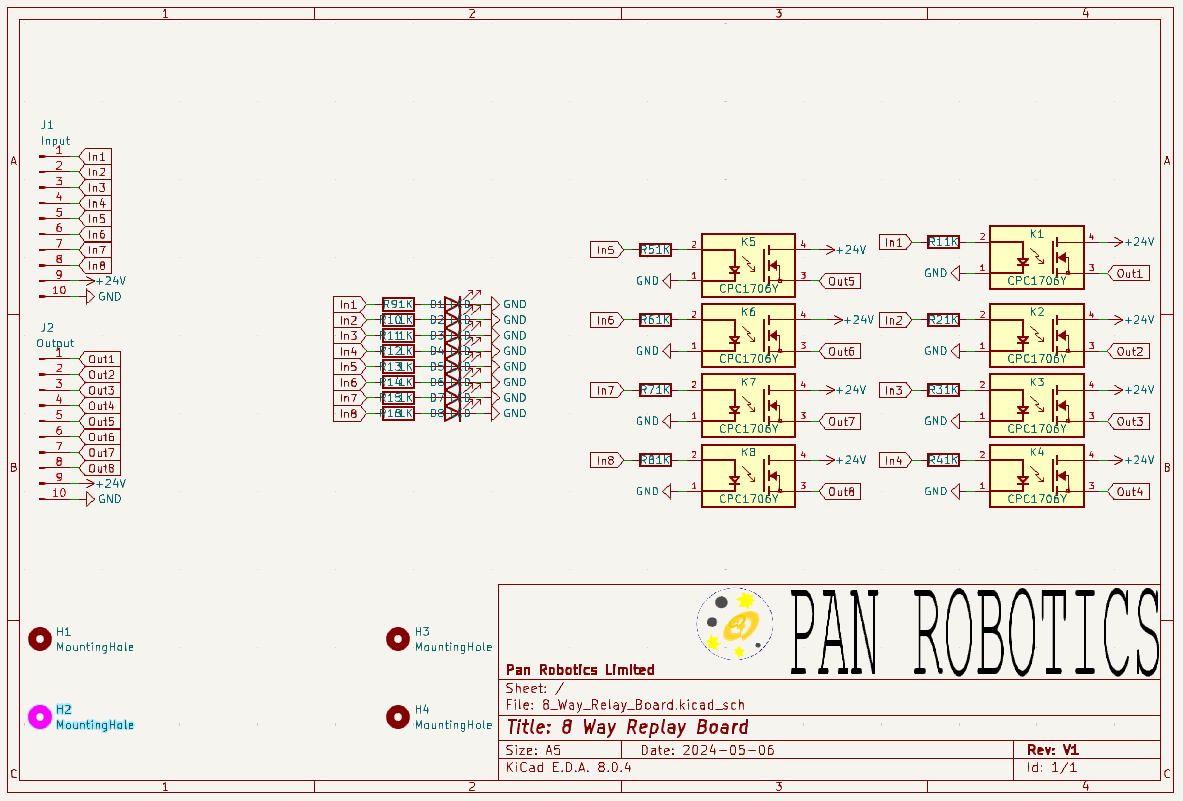 1 2 3 4
A A
J1
Input
1 In1
2 In2
3 In3
4 In4
5 In5
6 In6
7 In7
8 In8
9 +24V
10 GND
J2
Output
1 Out1
2 Out2
3 Out3
4 Out4
5 Out5
6 Out6
7 Out7
8 Out8
9 +24V
10 GND
In1 R9 1K D1 LED GND
In2 R10 1K D2 LED GND
In3 R11 1K D3 LED GND
In4 R12 1K D4 LED GND
In5 R13 1K D5 LED GND
In6 R14 1K D6 LED GND
In7 R15 1K D7 LED GND
In8 1K D8 LED GND
In5 R5 1K 2 K5 4 +24V
GND 1 CPC1706Y 3 Out5
In6 R6 1K 2 K6 4 +24V
GND 1 CPC1706Y 3 Out6
In7 R7 1K 2 K7 4 +24V
GND 1 CPC1706Y 3 Out7
In8 R8 1K 2 K8 4 +24V
GND 1 CPC1706Y 3 Out8
In1 R1 1K 2 K1 4 +24V
GND 1 CPC1706Y 3 Out1
In2 R2 1K 2 K2 4 +24V
GND 1 CPC1706Y 3 Out2
In3 R3 1K 2 K3 4 +24V
GND 1 CPC1706Y 3 Out3
In4 R4 1K 2 K4 4 +24V
GND 1 CPC1706Y 3 Out4
B B
H1
MountingHole
H3
MountingHole
H2
MountingHole
H4
MountingHole
PAN ROBOTICS
Pan Robotics Limited
Sheet: /
File: 8_Way_Relay_Board.kicad_sch
Title: 8 Way Replay Board
Size: A5 Date: 2024-05-06 Rev: V1
KiCad E.D.A. 8.0.4 Id: 1/1
C C
1 2 3 4